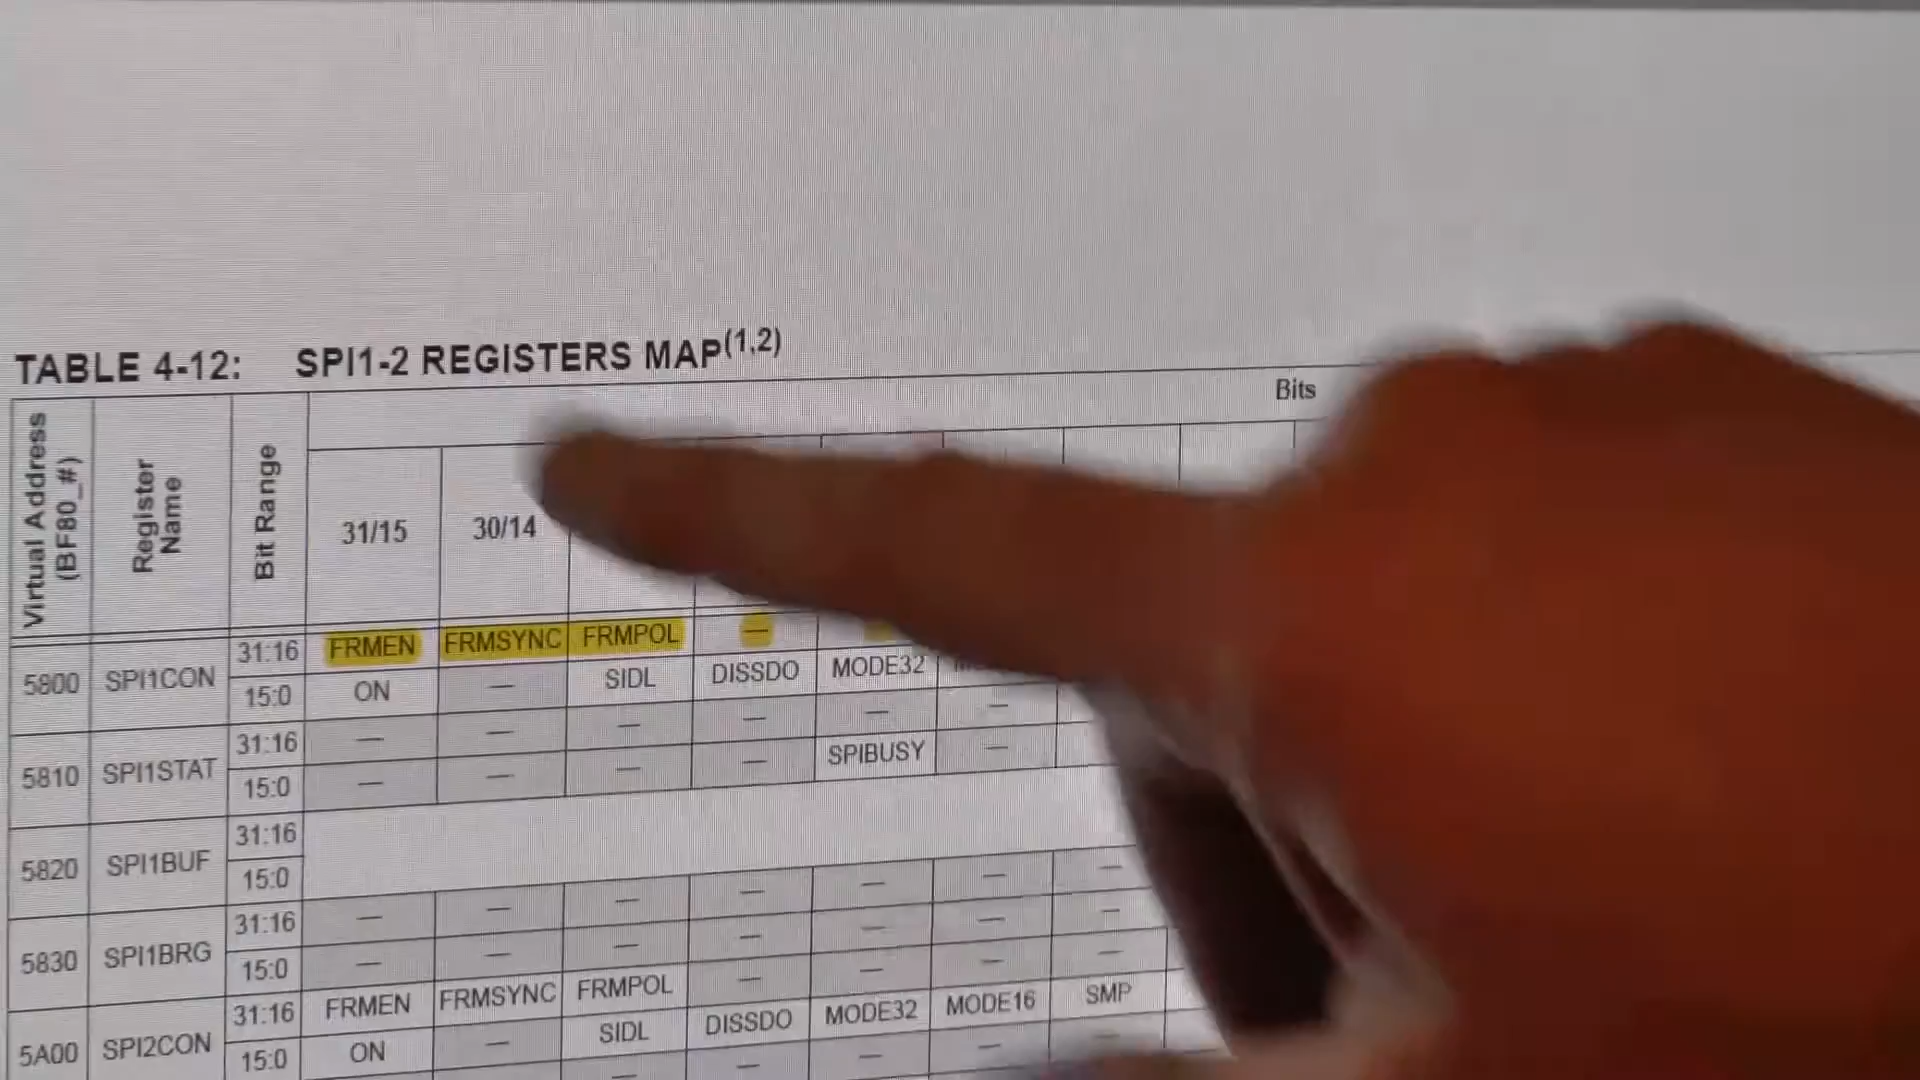 TABLE 4-12: SPI1-2 REGISTERS MAP(1,2)
Virtual Address (BF80_#) Register Name Bit Range Bits
31/15 30/14
5800 SPI1CON 31:16 FRMEN FRMSYNC FRMPOL —
15:0 ON — SIDL DISSDO MODE32
5810 SPI1STAT 31:16 — — — — — —
15:0 — — — — SPIBUSY —
5820 SPI1BUF 31:16
15:0
5830 SPI1BRG 31:16 — — — — — — —
15:0 — — — — — — —
5A00 SPI2CON 31:16 FRMEN FRMSYNC FRMPOL — — — —
15:0 ON — SIDL DISSDO MODE32 MODE16 SMP
— — — — —